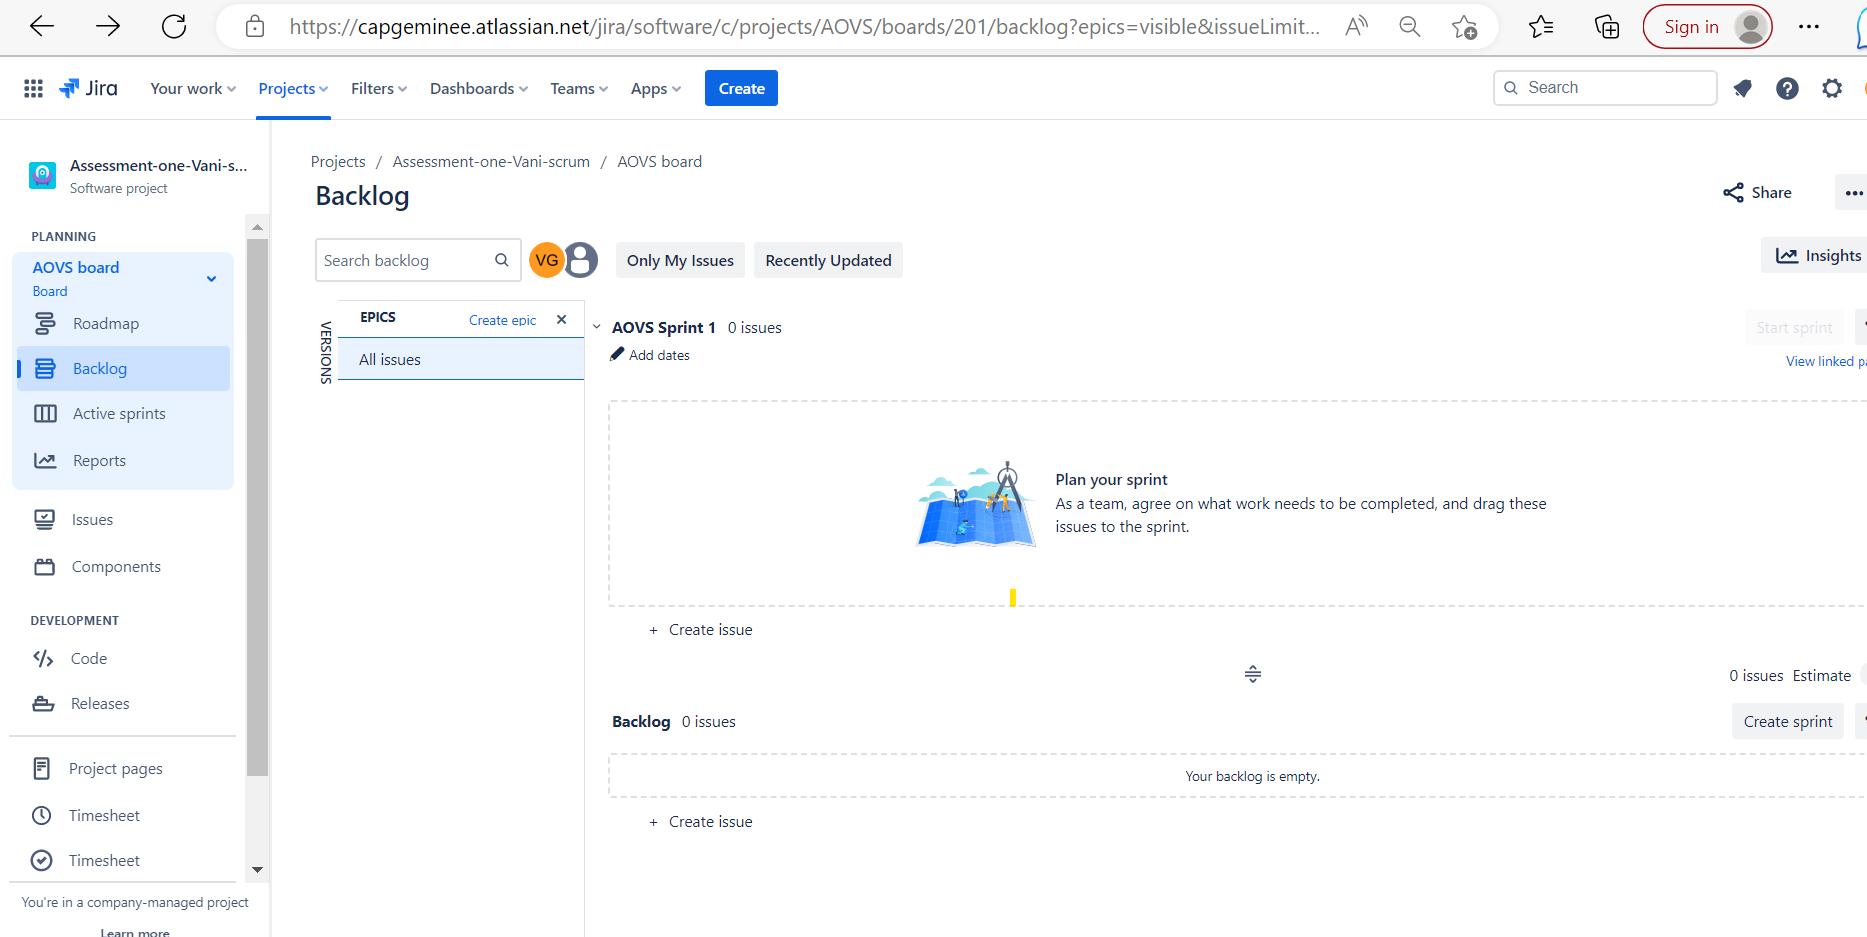 https://capgeminee.atlassian.net/jira/software/c/projects/AOVS/boards/201/backlog?epics=visible&issueLimit... Sign in
Jira Your work Projects Filters Dashboards Teams Apps Create Search
Assessment-one-Vani-s...
Software project
PLANNING
AOVS board
Board
Roadmap
Backlog
Active sprints
Reports
Issues
Components
DEVELOPMENT
Code
Releases
Project pages
Timesheet
Timesheet
You're in a company-managed project
Learn more
Projects / Assessment-one-Vani-scrum / AOVS board
Backlog
Share
Search backlog VG Only My Issues Recently Updated Insights
VERSIONS
EPICS Create epic
All issues
AOVS Sprint 1 0 issues Start sprint
Add dates
View linked pa
Plan your sprint
As a team, agree on what work needs to be completed, and drag these
issues to the sprint.
+ Create issue
0 issues Estimate
Backlog 0 issues Create sprint
Your backlog is empty.
+ Create issue